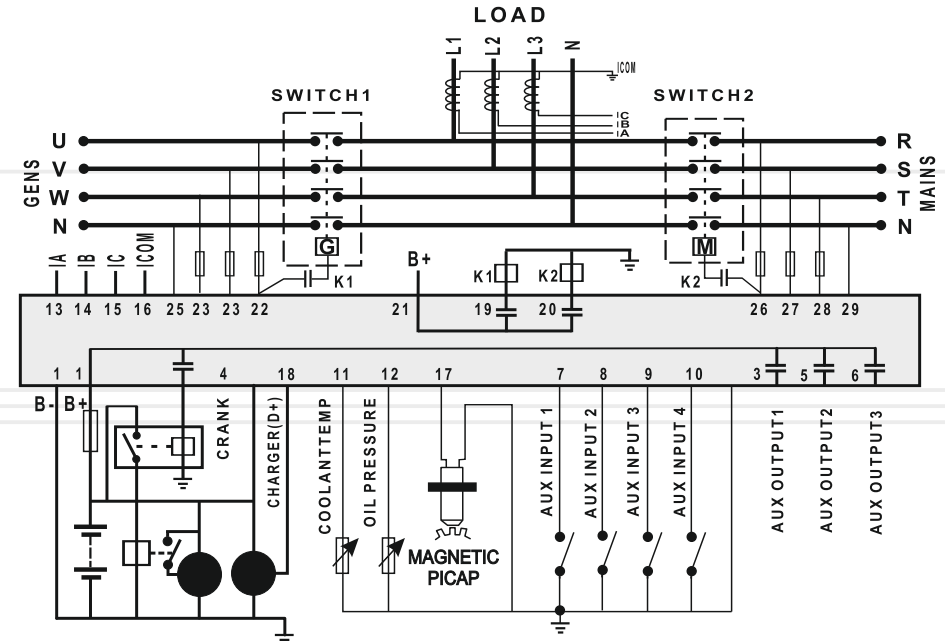 LOAD
L1 L2 L3 N
ICOM
SWITCH1
SWITCH2
IC
IB
IA
GENS
U
V
W
N
R
S
T
N
MAINS
G
M
IA IB IC ICOM
K1
B+
K1
K2
K2
13 14 15 16 25 23 23 22 21 19 20 26 27 28 29
1 1 4 18 11 12 17 7 8 9 10 3 5 6
B- B+
CRANK
CHARGER(D+)
COOLANTTEMP
OIL PRESSURE
MAGNETIC
PICAP
AUX INPUT 1
AUX INPUT 2
AUX INPUT 3
AUX INPUT 4
AUX OUTPUT1
AUX OUTPUT2
AUX OUTPUT3